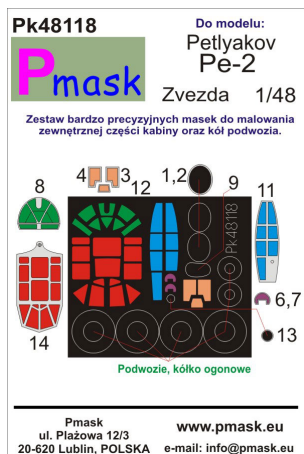 Pk48118
Do modelu:
Petlyakov
Pe-2
Pmask
Zvezda 1/48
Zestaw bardzo precyzyjnych masek do malowania
zewnętrznej części kabiny oraz kół podwozia.
4 3 1,2 9
8 12 11
Pk48118
6,7
14 13
Podwozie, kółko ogonowe
Pmask
ul. Plażowa 12/3
20-620 Lublin, POLSKA
www.pmask.eu
e-mail: info@pmask.eu